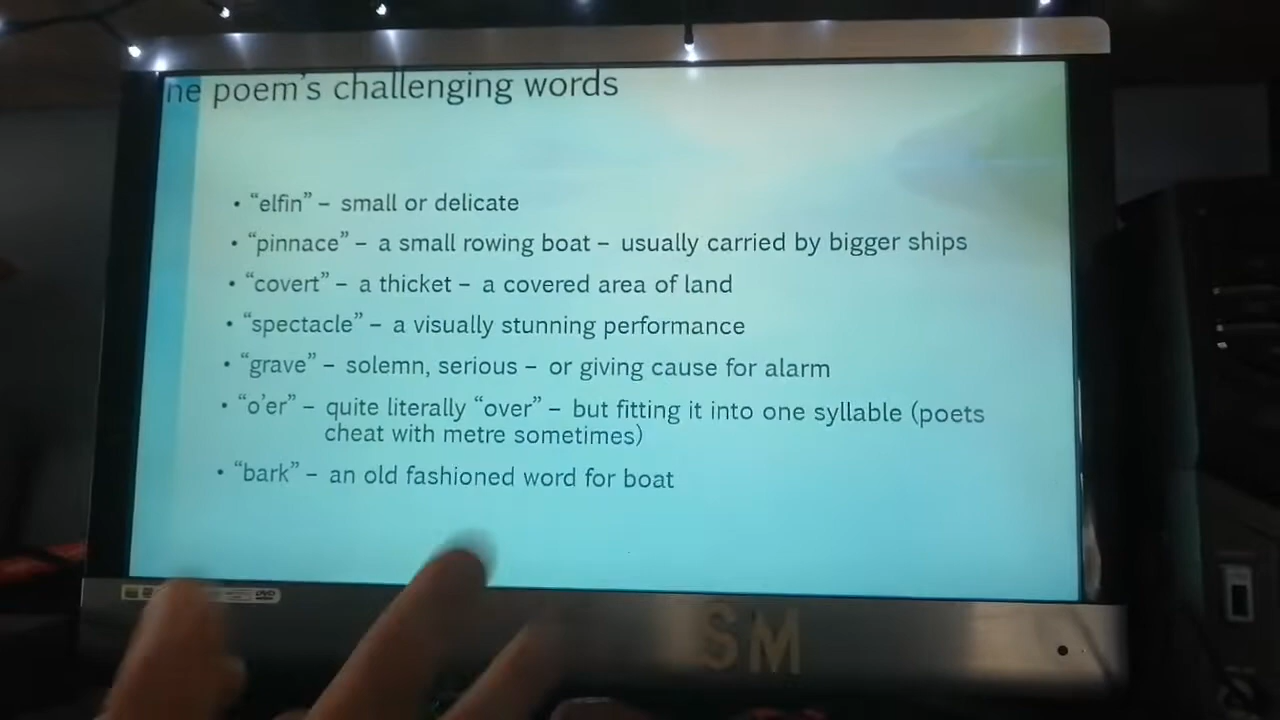 ne poem's challenging words
• “elfin” – small or delicate
• “pinnace” – a small rowing boat – usually carried by bigger ships
• “covert” – a thicket – a covered area of land
• “spectacle” – a visually stunning performance
• “grave” – solemn, serious – or giving cause for alarm
• “o'er” – quite literally “over” – but fitting it into one syllable (poets
cheat with metre sometimes)
• “bark” – an old fashioned word for boat
DVD
SM